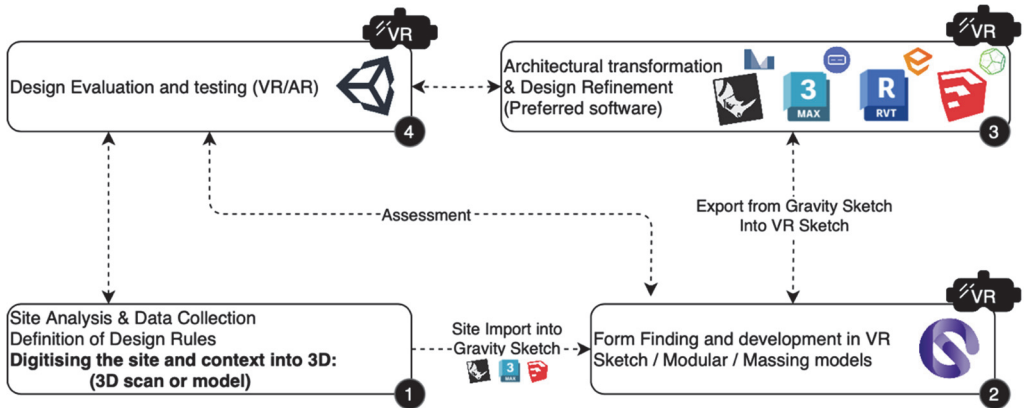 VR
Design Evaluation and testing (VR/AR)
4
VR
Architectural transformation
& Design Refinement
(Preferred software)
3
MAX
R
RVT
3
Assessment
Export from Gravity Sketch
Into VR Sketch
Site Analysis & Data Collection
Definition of Design Rules
Digitising the site and context into 3D:
(3D scan or model)
1
Site Import into
Gravity Sketch
3
MAX
VR
Form Finding and development in VR
Sketch / Modular / Massing models
2